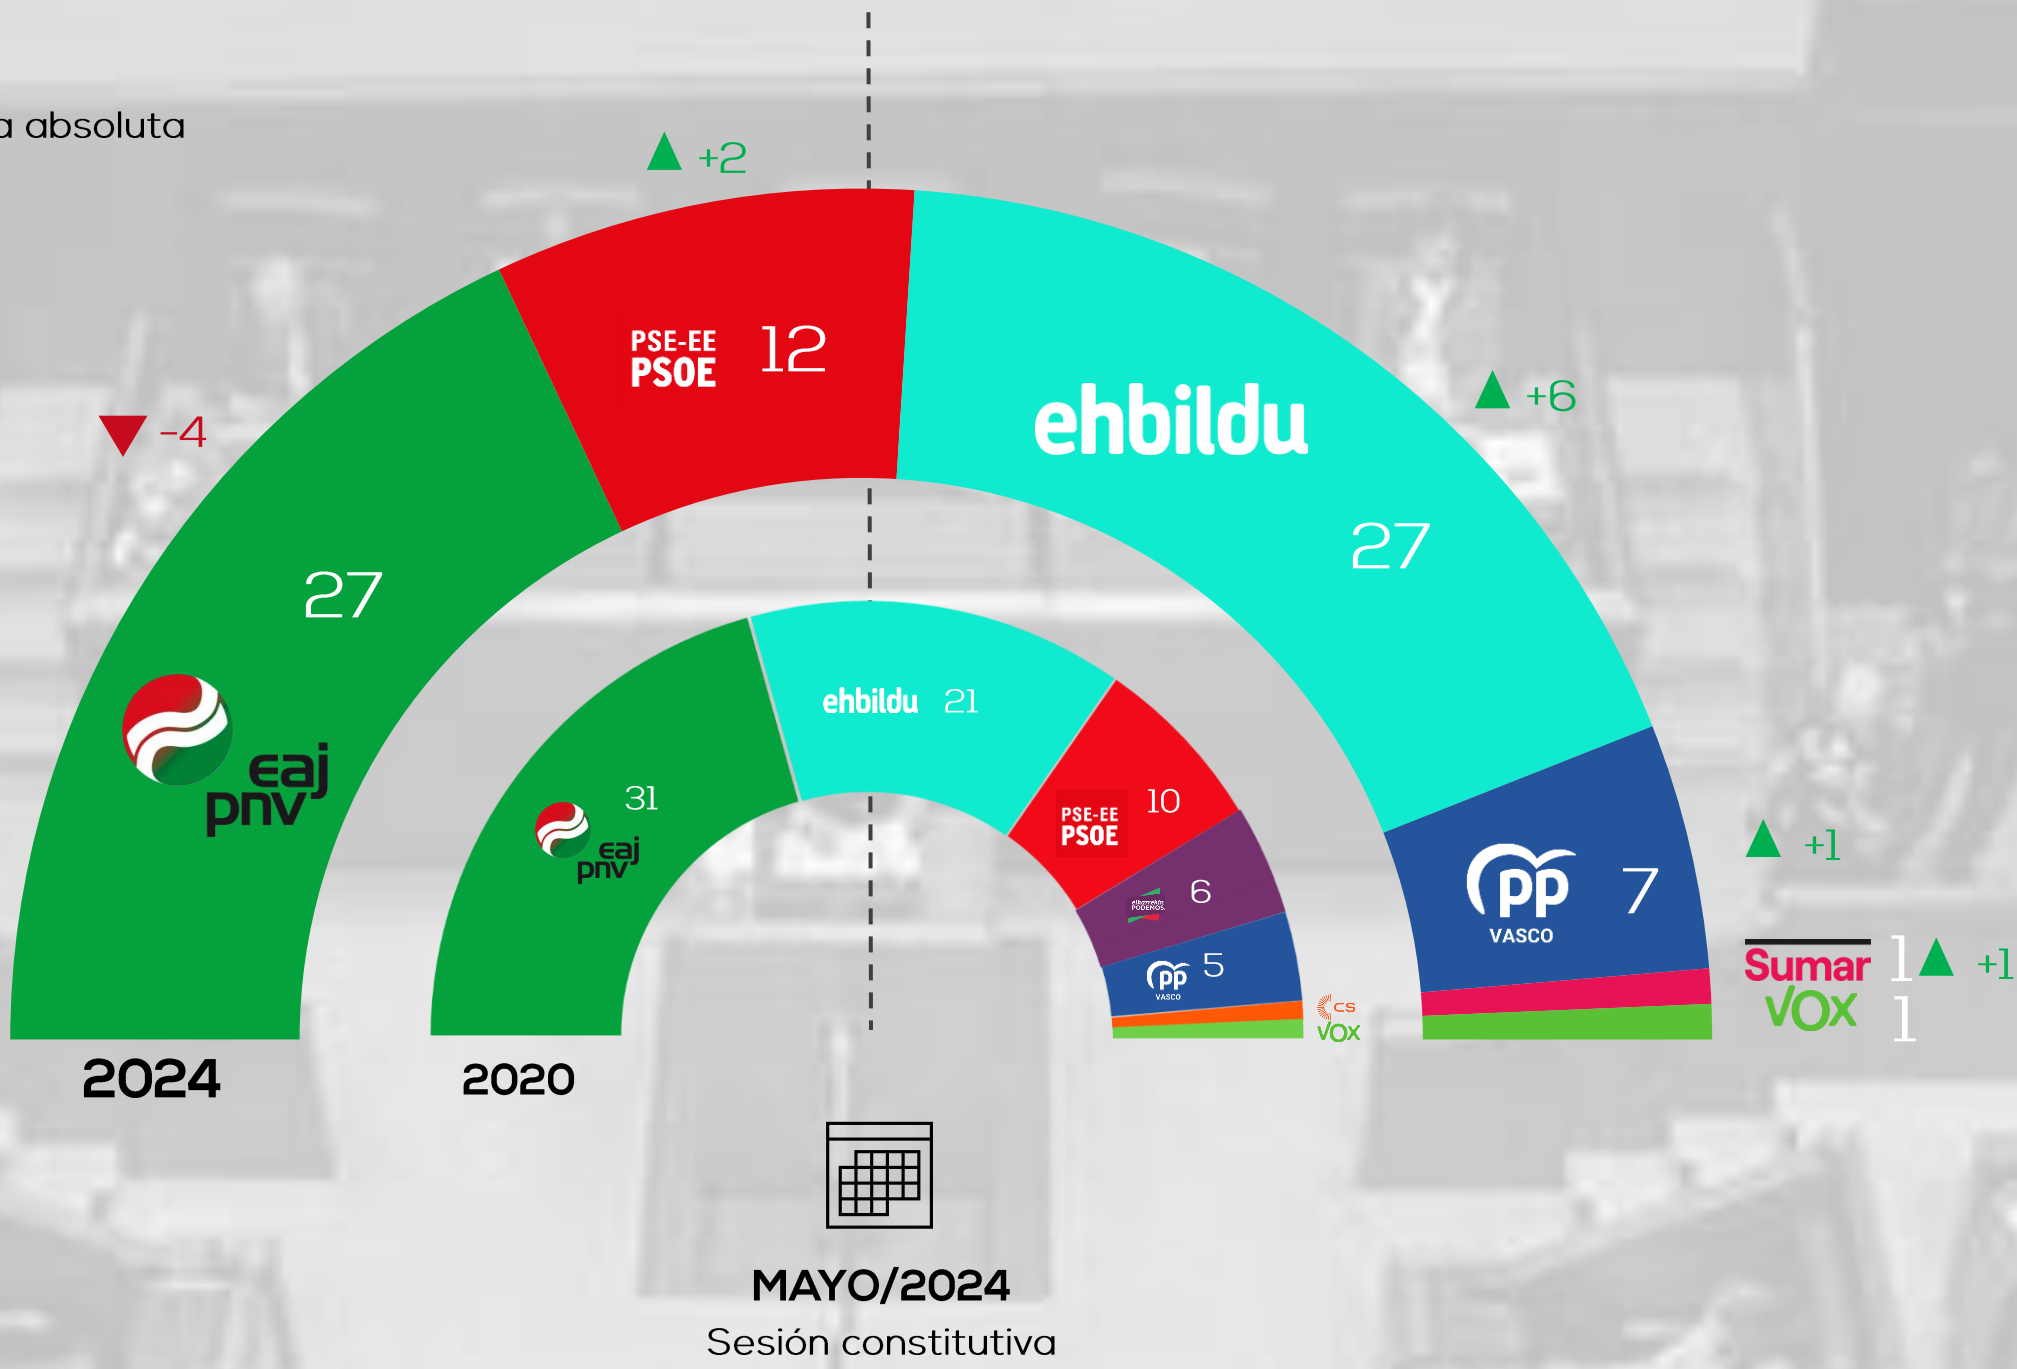 a absoluta
+2
-4
PSE-EE
PSOE
12
ehbildu
27
+6
27
eaj
pnv
ehbildu 21
31
eaj
pnv
PSE-EE
PSOE
10
6
PODEMOS
pp
VASCO
5
cs
VOX
pp
VASCO
7
+1
Sumar 1 +1
VOX 1
2024
2020
MAYO/2024
Sesión constitutiva